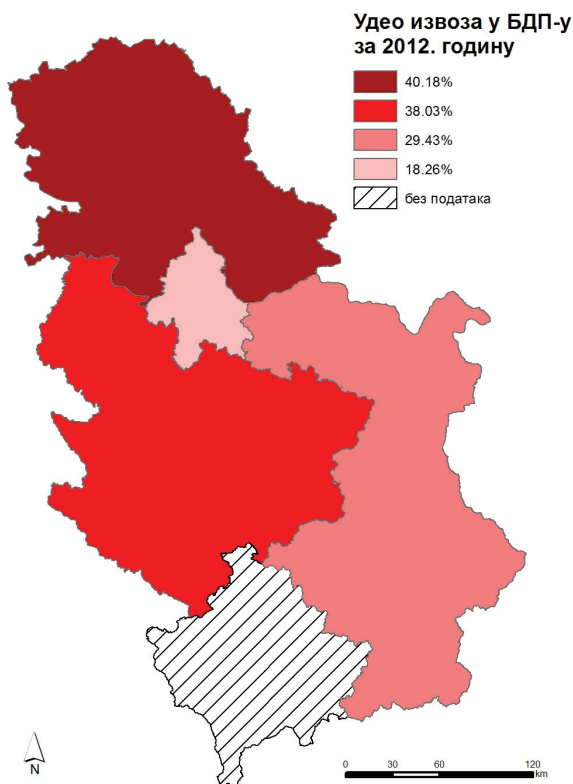 Удео извоза у БДП-у
за 2012. годину
40.18%
38.03%
29.43%
18.26%
без података
N
0 30 60 120
km